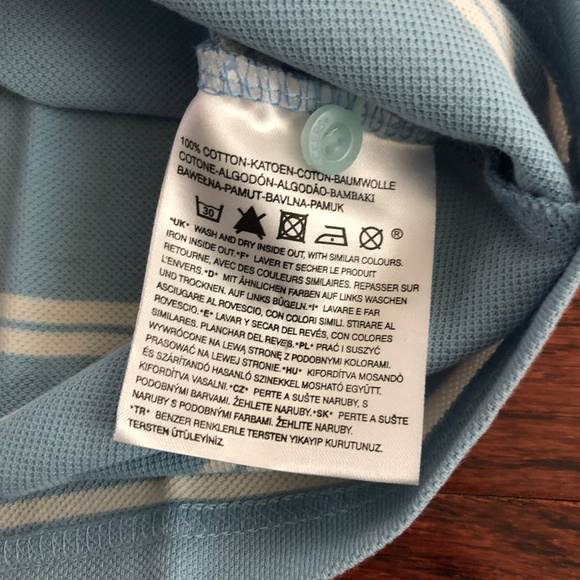 100% COTTON-KATOEN-COTON-BAUMWOLLE
COTONE-ALGODÓN-ALGODÃO-BAMBAKI
BAWEŁNA-PAMUT-BAVLNA-PAMUK
30 ®
*UK* WASH AND DRY INSIDE OUT, WITH SIMILAR COLOURS.
IRON INSIDE OUT.*F* LAVER ET SECHER LE PRODUIT
RETOURNE, AVEC DES COULEURS SIMILAIRES. REPASSER SUR
L'ENVERS.*D* MIT ÄHNLICHEN FARBEN AUF LINKS WASCHEN
UND TROCKNEN. AUF LINKS BÜGELN.*I* LAVARE E FAR
ASCIUGARE AL ROVESCIO, CON COLORI SIMILI. STIRARE AL
ROVESCIO.*E* LAVAR Y SECAR DEL REVÉS, CON COLORES
SIMILARES. PLANCHAR DEL REVÉS.*PL* PRAĆ I SUSZYĆ
WYWRÓCONE NA LEWĄ STRONĘ Z PODOBNYMI KOLORAMI.
PRASOWAĆ NA LEWEJ STRONIE.*HU* KIFORDÍTVA MOSANDÓ
ÉS SZÁRÍTANDÓ HASANLÓ SZINEKKEL MOSHATÓ EGYÜTT.
KIFORDÍTVA VASALNI.*CZ* PERTE A SUŠTE S
PODOBNÝMI BARVAMI. ŽEHLETE NARUBY.*SK* PERTE A SUŠTE
NARUBY S PODOBNÝMI FARBAMI. ŽEHLITE NARUBY.
*TR* BENZER RENKLERLE TERSTEN YIKAYIP KURUTUNUZ.
TERSTEN ÜTÜLEYİNİZ.